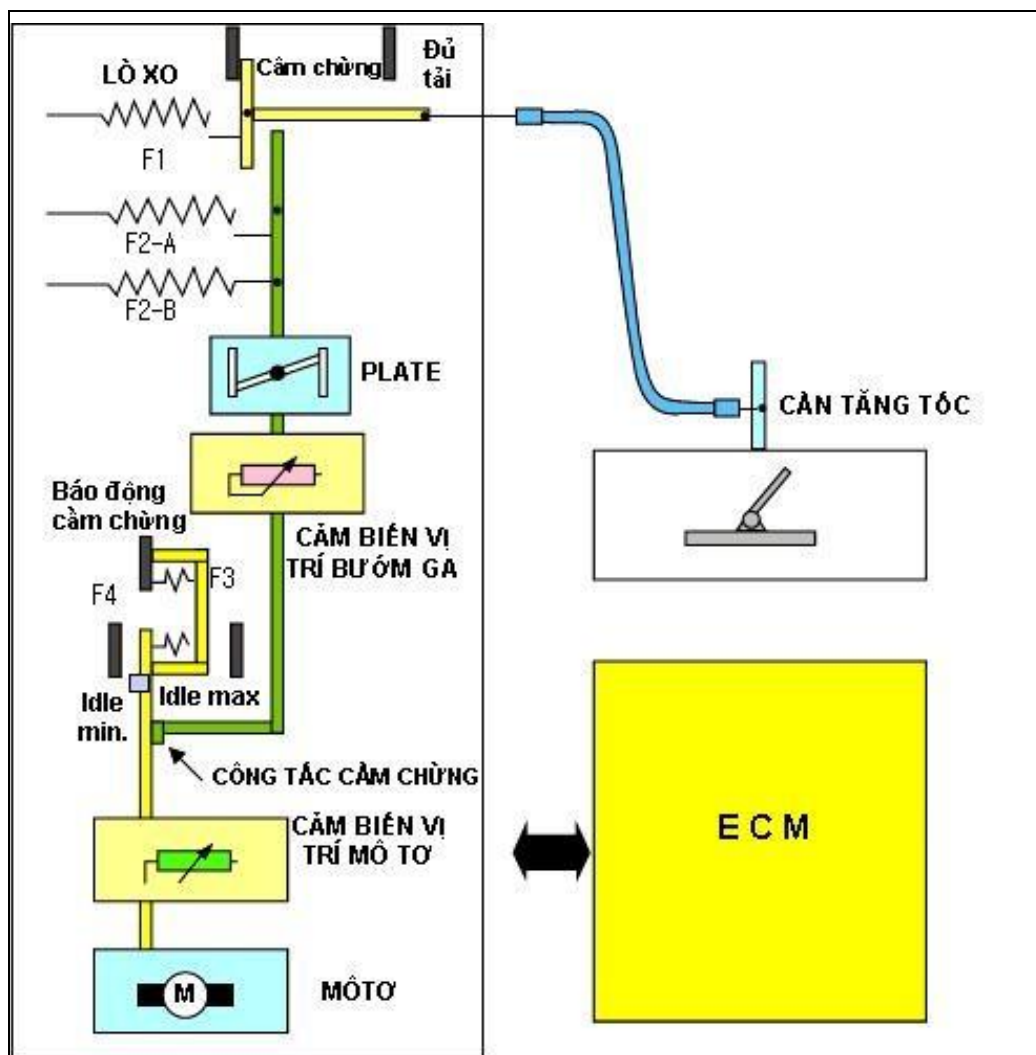 LÒ XO
Câm chừng
Đủ
tải
F1
F2-A
F2-B
PLATE
CẦN TĂNG TỐC
Báo động
cầm chừng
CẢM BIẾN VỊ
TRÍ BƯỚM GA
F3
F4
Idle max
Idle
min.
CÔNG TẮC CẦM CHỪNG
CẢM BIẾN VỊ
TRÍ MÔ TƠ
E C M
M
MÔTƠ